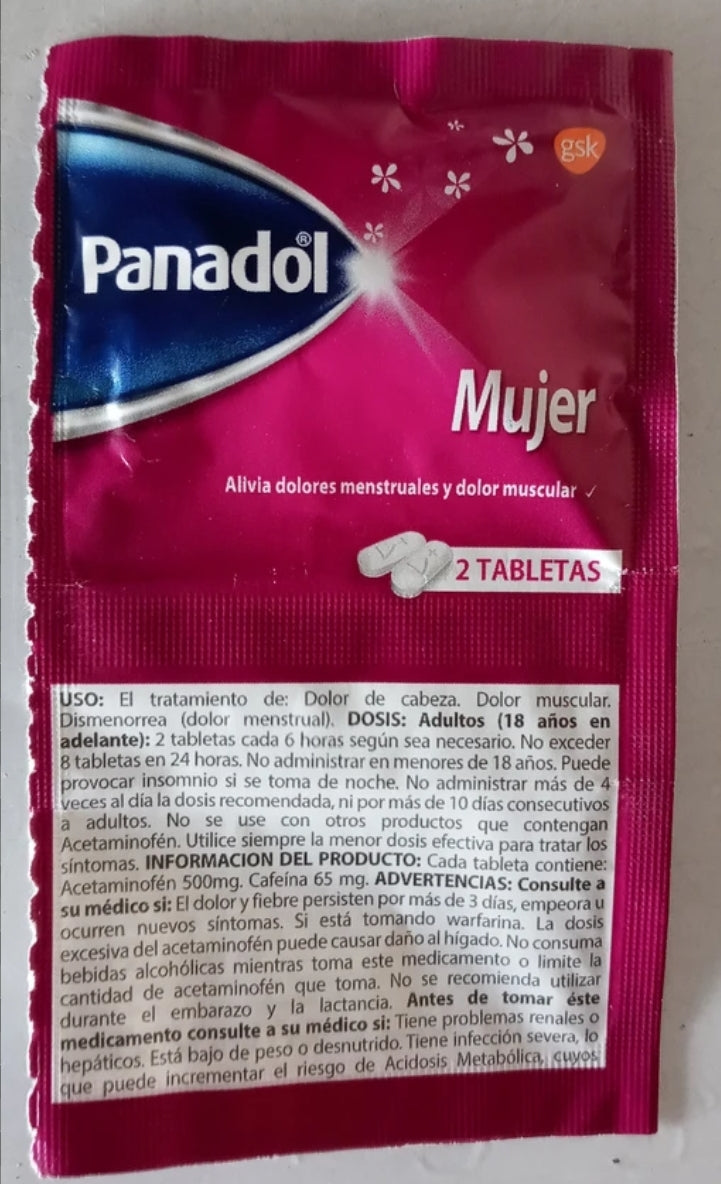 gsk
Panadol®
Mujer
Alivia dolores menstruales y dolor muscular ✓
V+
V+
2 TABLETAS
USO: El tratamiento de: Dolor de cabeza. Dolor muscular.
Dismenorrea (dolor menstrual). DOSIS: Adultos (18 años en
adelante): 2 tabletas cada 6 horas según sea necesario. No exceder
8 tabletas en 24 horas. No administrar en menores de 18 años. Puede
provocar insomnio si se toma de noche. No administrar más de 4
veces al día la dosis recomendada, ni por más de 10 días consecutivos
a adultos. No se use con otros productos que contengan
Acetaminofén. Utilice siempre la menor dosis efectiva para tratar los
síntomas. INFORMACION DEL PRODUCTO: Cada tableta contiene:
Acetaminofén 500mg. Cafeína 65 mg. ADVERTENCIAS: Consulte a
su médico si: El dolor y fiebre persisten por más de 3 días, empeora u
ocurren nuevos síntomas. Si está tomando warfarina. La dosis
excesiva del acetaminofén puede causar daño al hígado. No consuma
bebidas alcohólicas mientras toma este medicamento o limite la
cantidad de acetaminofén que toma. No se recomienda utilizar
durante el embarazo y la lactancia. Antes de tomar éste
medicamento consulte a su médico si: Tiene problemas renales o
hepáticos. Está bajo de peso o desnutrido. Tiene infección severa, lo
que puede incrementar el riesgo de Acidosis Metabólica, cuyos